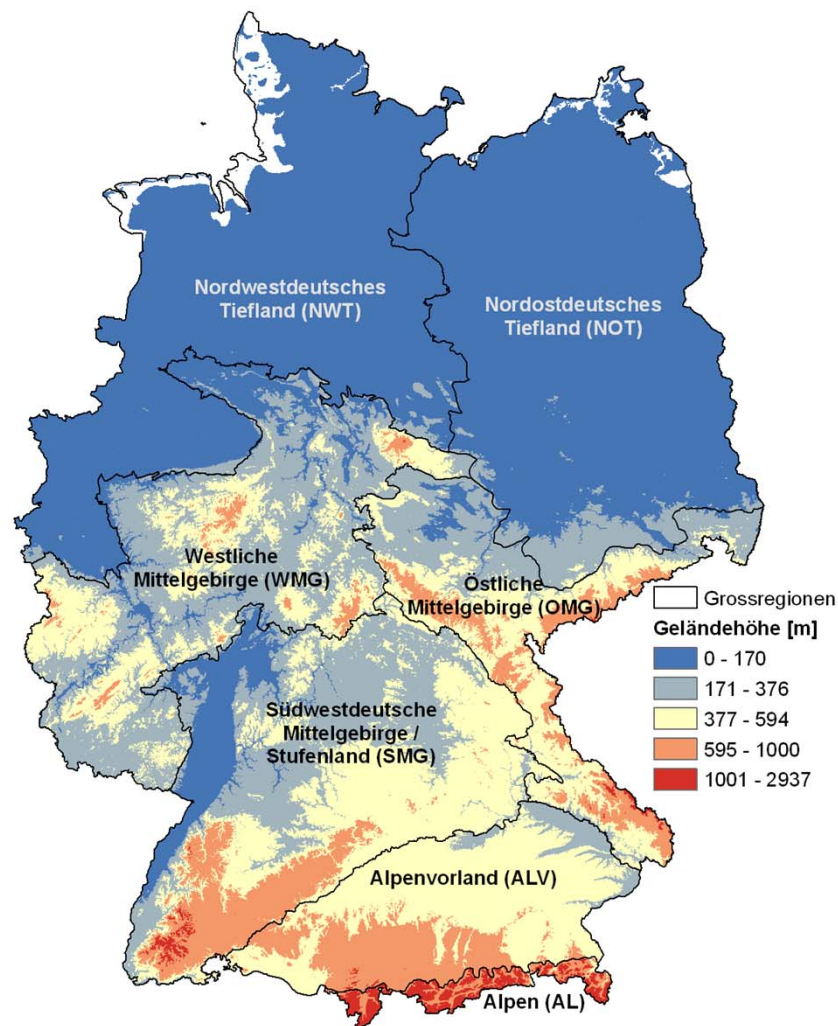 Nordwestdeutsches
Tiefland (NWT)
Nordostdeutsches
Tiefland (NOT)
Westliche
Mittelgebirge (WMG)
Östliche
Mittelgebirge (OMG)
Grossregionen
Geländehöhe [m]
0 - 170
171 - 376
377 - 594
595 - 1000
1001 - 2937
Südwestdeutsche
Mittelgebirge /
Stufenland (SMG)
Alpenvorland (ALV)
Alpen (AL)